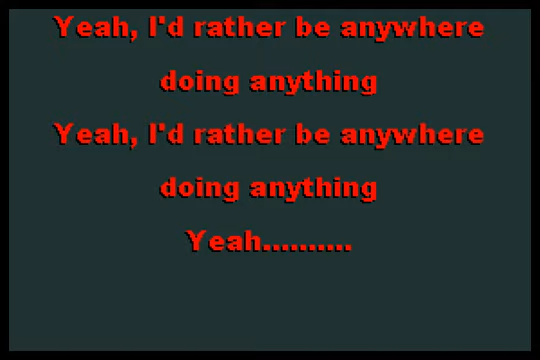 Yeah, I'd rather be anywhere
doing anything
Yeah, I'd rather be anywhere
doing anything
Yeah..........